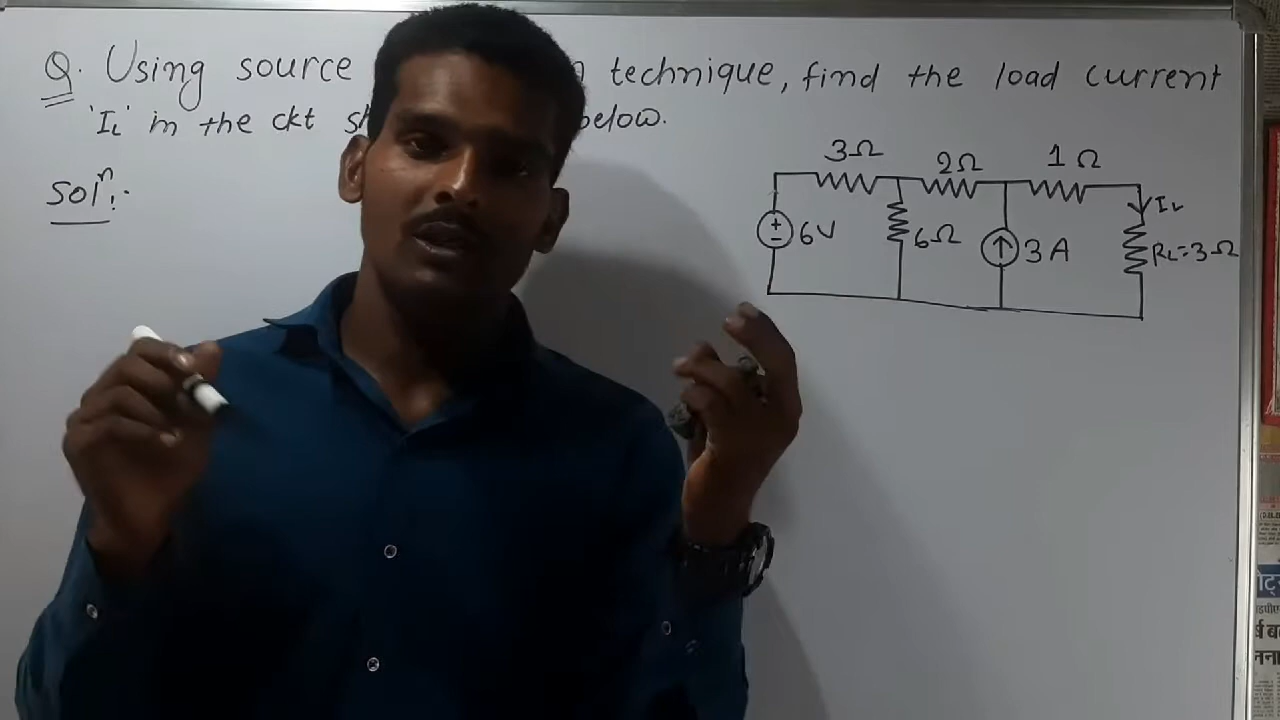 Q. Using source technique, find the load current
'IL' in the ckt below.
Solⁿ:
3Ω 2Ω 1Ω
IL
6V 6Ω 3A RL=3Ω